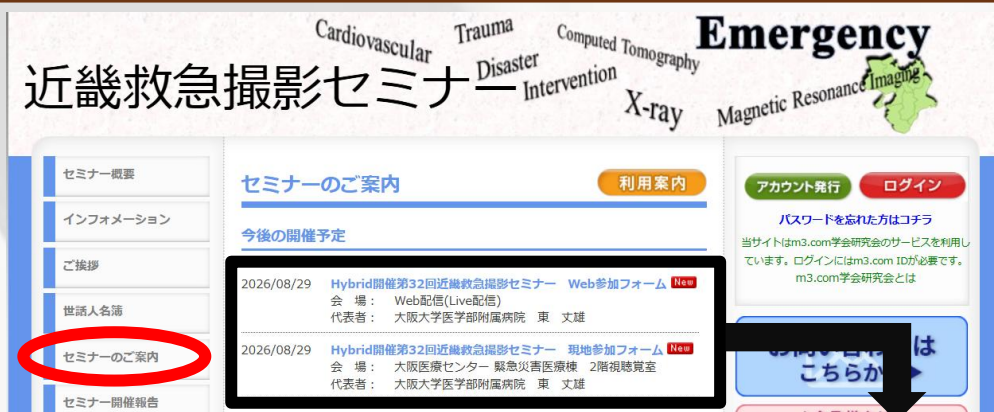 Cardiovascular
Trauma
Computed Tomography
Emergency
近畿救急撮影セミナー
Disaster
Intervention
X-ray
Magnetic Resonance Imaging
セミナー概要
インフォメーション
ご挨拶
世話人名簿
セミナーのご案内
セミナー開催報告
セミナーのご案内
利用案内
今後の開催予定
2026/08/29 Hybrid開催第32回近畿救急撮影セミナー Web参加フォーム New
会 場： Web配信(Live配信)
代表者： 大阪大学医学部附属病院 東 丈雄
2026/08/29 Hybrid開催第32回近畿救急撮影セミナー 現地参加フォーム New
会 場： 大阪医療センター 緊急災害医療棟 2階視聴覚室
代表者： 大阪大学医学部附属病院 東 丈雄
アカウント発行 ログイン
パスワードを忘れた方はコチラ
当サイトはm3.com学会研究会のサービスを利用し
ています。ログインにはm3.com IDが必要です。
m3.com学会研究会とは
は
こちらか